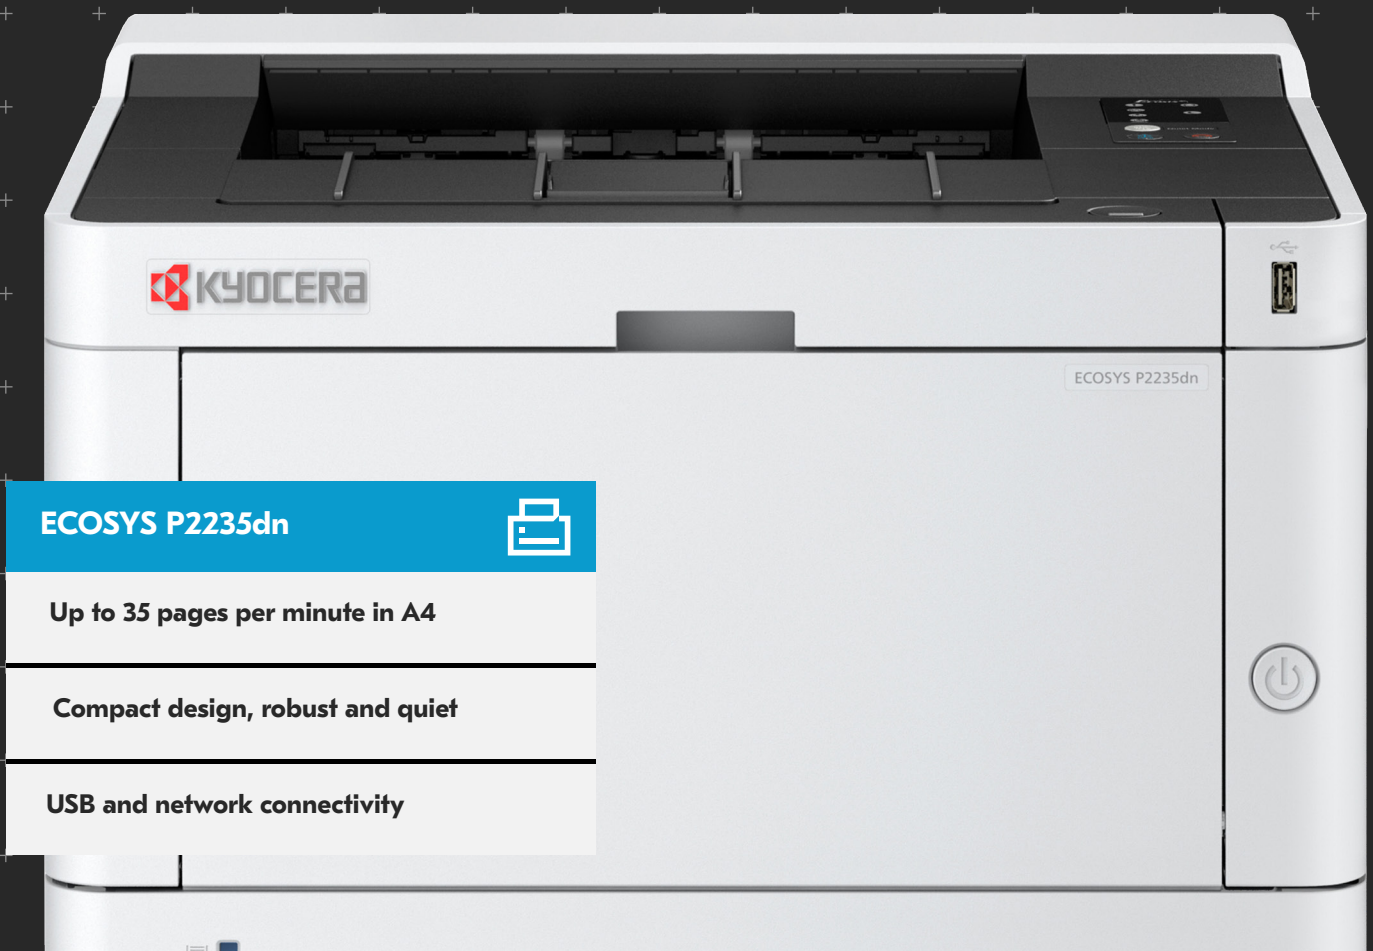 KYOCERA
ECOSYS P2235dn
ECOSYS P2235dn
Up to 35 pages per minute in A4
Compact design, robust and quiet
USB and network connectivity